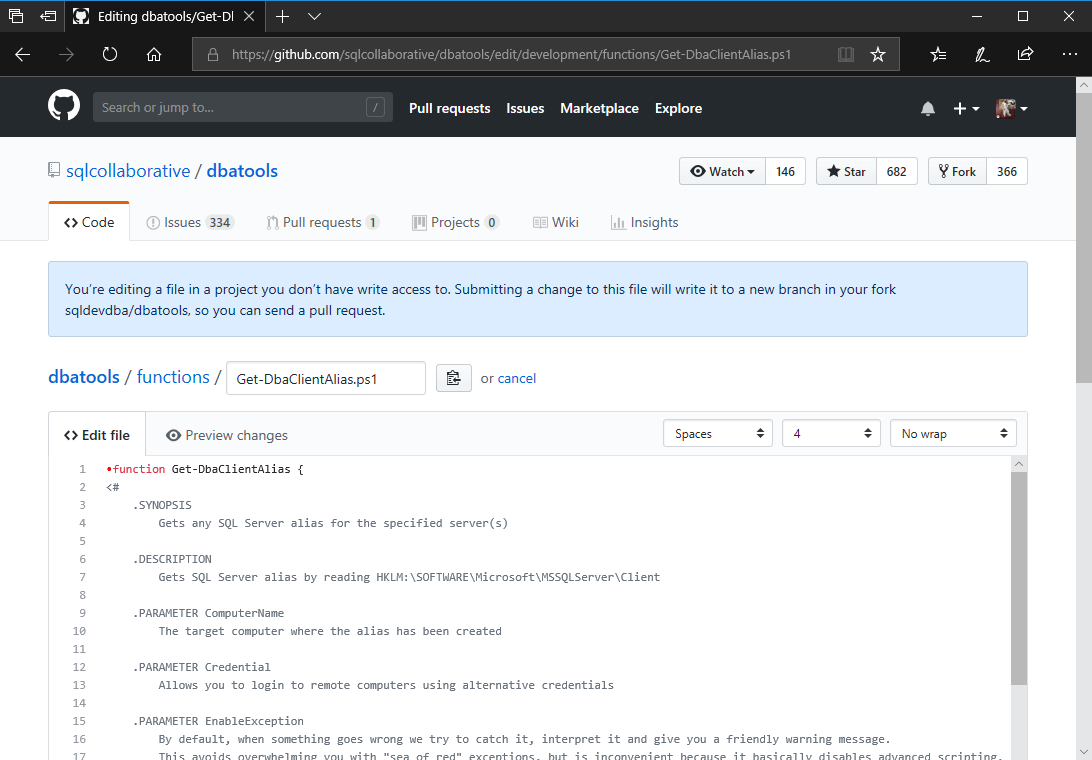 Editing dbatools/Get-Dl
https://github.com/sqlcollaborative/dbatools/edit/development/functions/Get-DbaClientAlias.ps1
Search or jump to... / Pull requests Issues Marketplace Explore
sqlcollaborative / dbatools Watch 146 Star 682 Fork 366
<> Code Issues 334 Pull requests 1 Projects 0 Wiki Insights
You’re editing a file in a project you don’t have write access to. Submitting a change to this file will write it to a new branch in your fork
sqldevdba/dbatools, so you can send a pull request.
dbatools / functions / Get-DbaClientAlias.ps1 or cancel
<> Edit file Preview changes Spaces 4 No wrap
1 •function Get-DbaClientAlias {
2 <#
3 .SYNOPSIS
4 Gets any SQL Server alias for the specified server(s)
5
6 .DESCRIPTION
7 Gets SQL Server alias by reading HKLM:\SOFTWARE\Microsoft\MSSQLServer\Client
8
9 .PARAMETER ComputerName
10 The target computer where the alias has been created
11
12 .PARAMETER Credential
13 Allows you to login to remote computers using alternative credentials
14
15 .PARAMETER EnableException
16 By default, when something goes wrong we try to catch it, interpret it and give you a friendly warning message.
17 This avoids overwhelming you with "sea of red" exceptions, but is inconvenient because it basically disables advanced scripting.